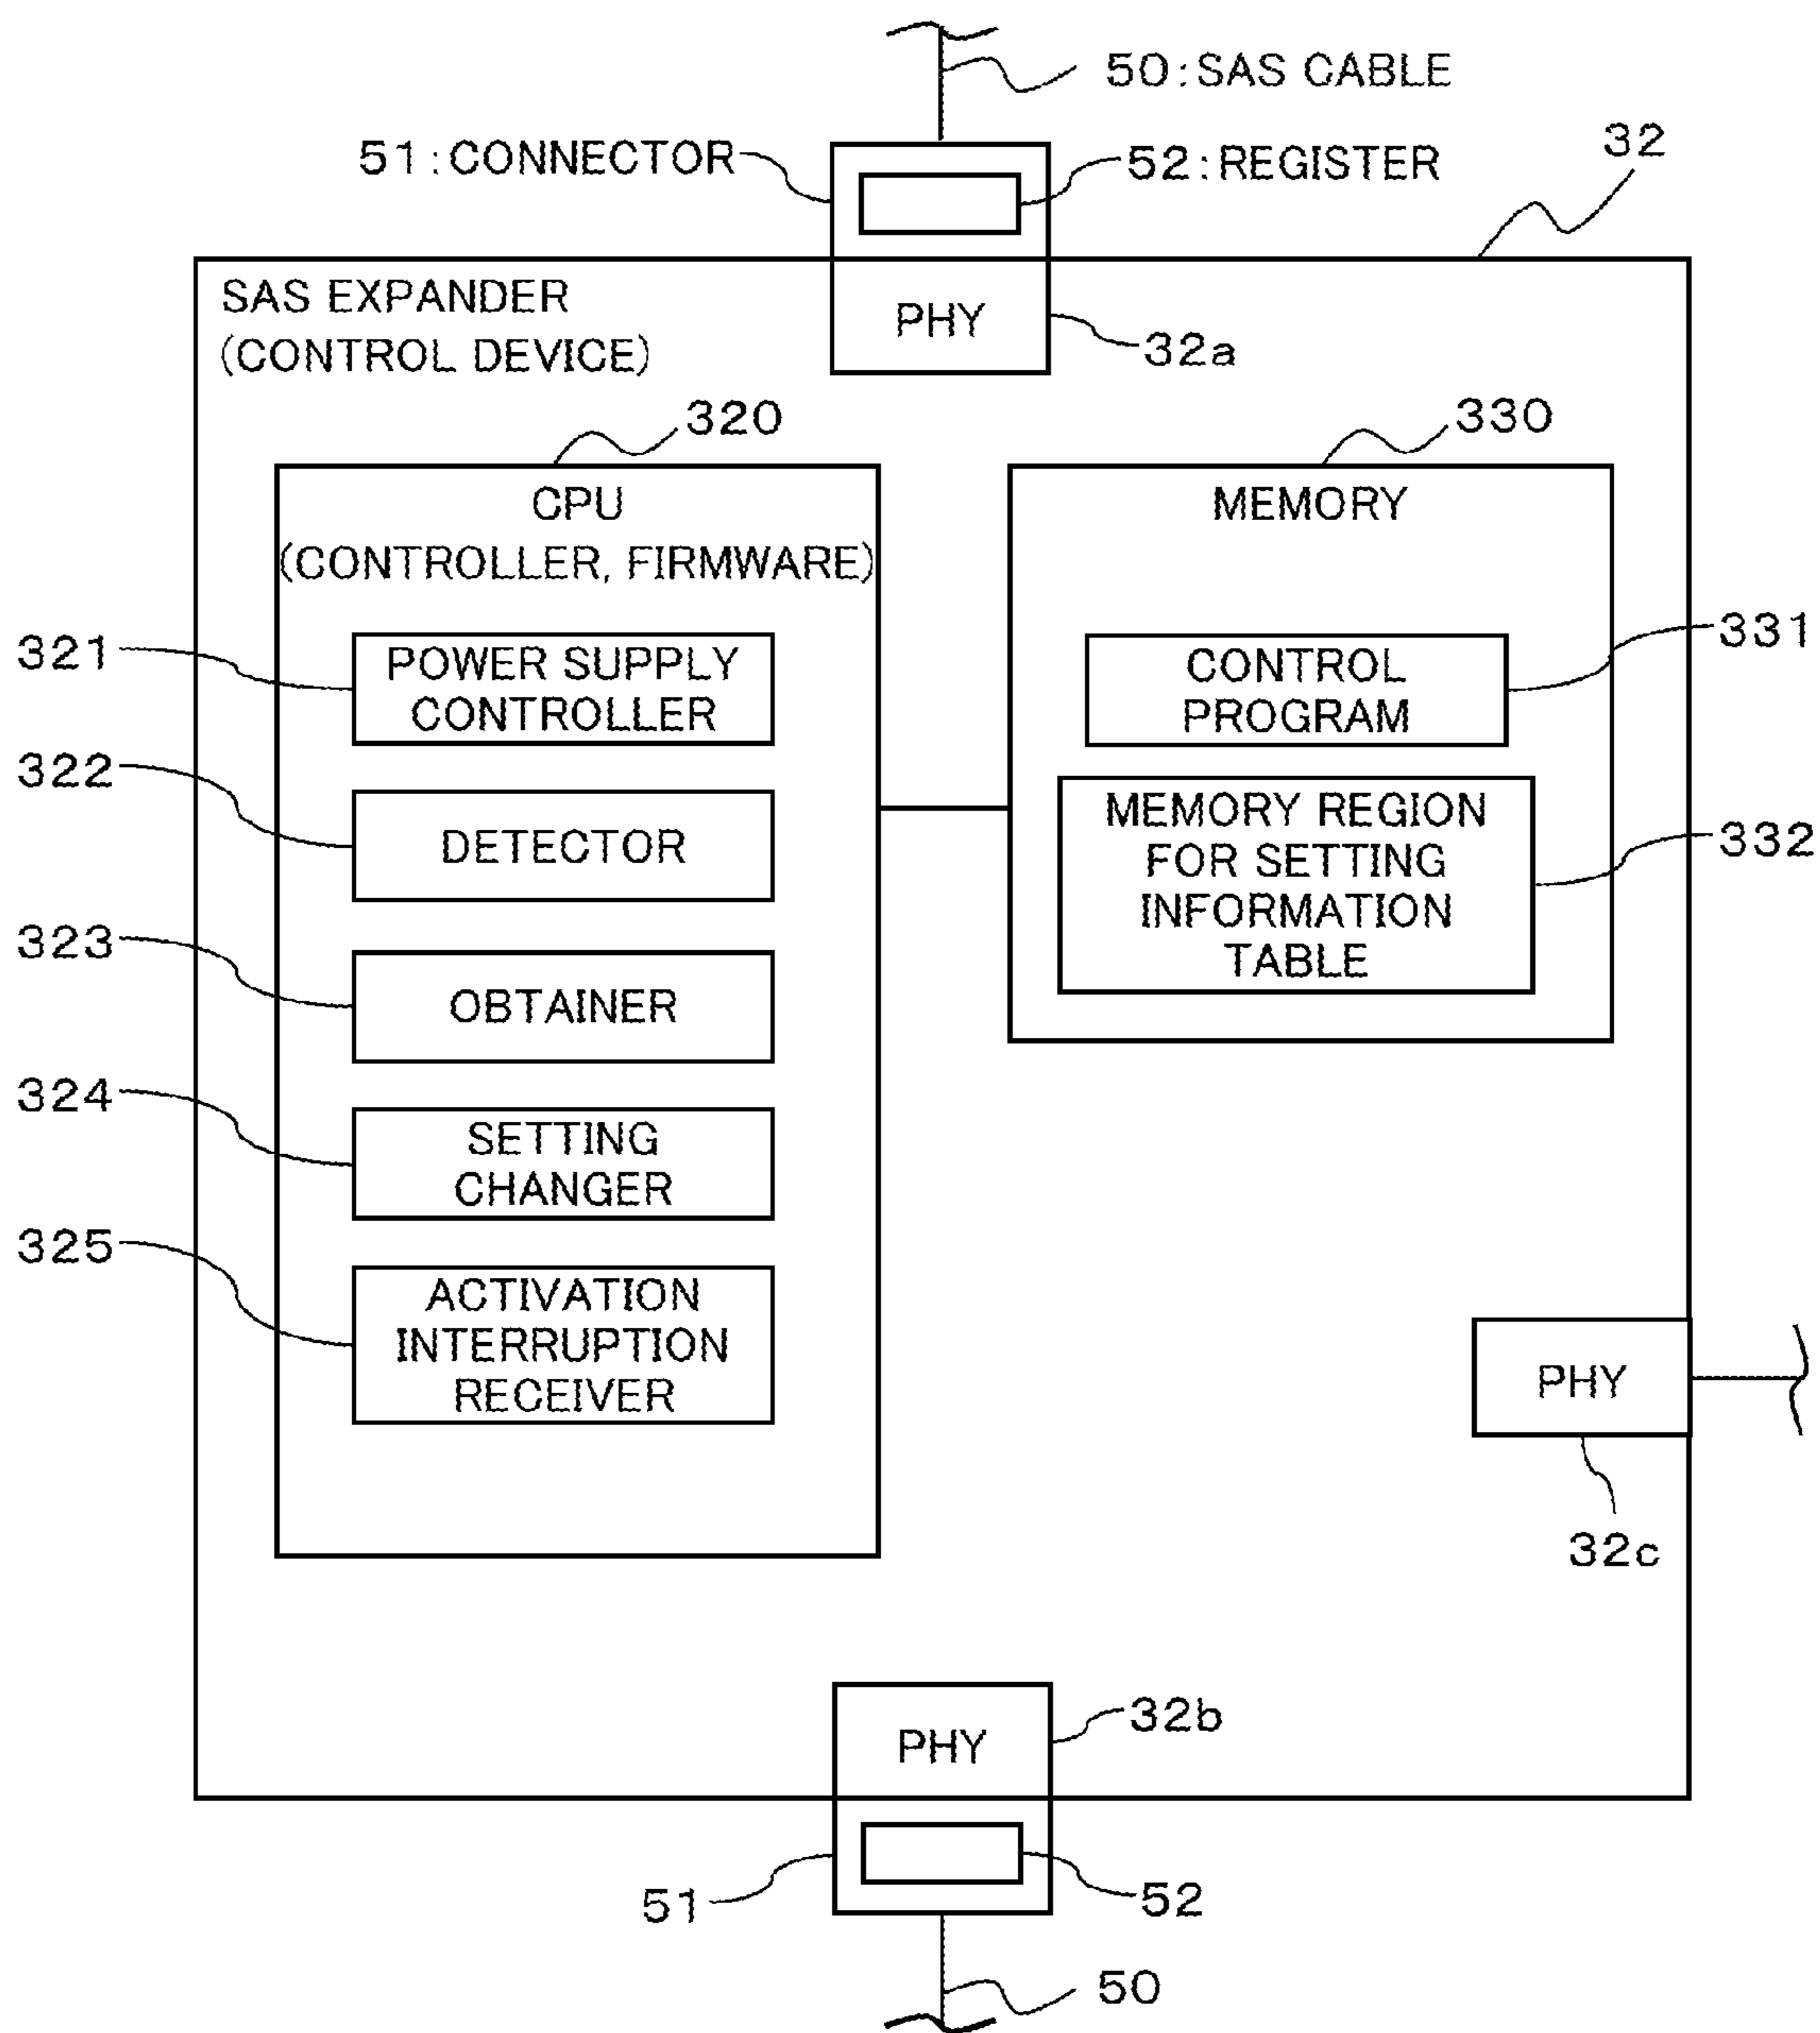 50:SAS CABLE
51:CONNECTOR
52:REGISTER
32
SAS EXPANDER
(CONTROL DEVICE)
PHY
32a
320
330
CPU
(CONTROLLER, FIRMWARE)
MEMORY
321
POWER SUPPLY
CONTROLLER
CONTROL
PROGRAM
331
322
DETECTOR
MEMORY REGION
FOR SETTING
INFORMATION
TABLE
332
323
OBTAINER
324
SETTING
CHANGER
325
ACTIVATION
INTERRUPTION
RECEIVER
PHY
32c
PHY
32b
51
52
50